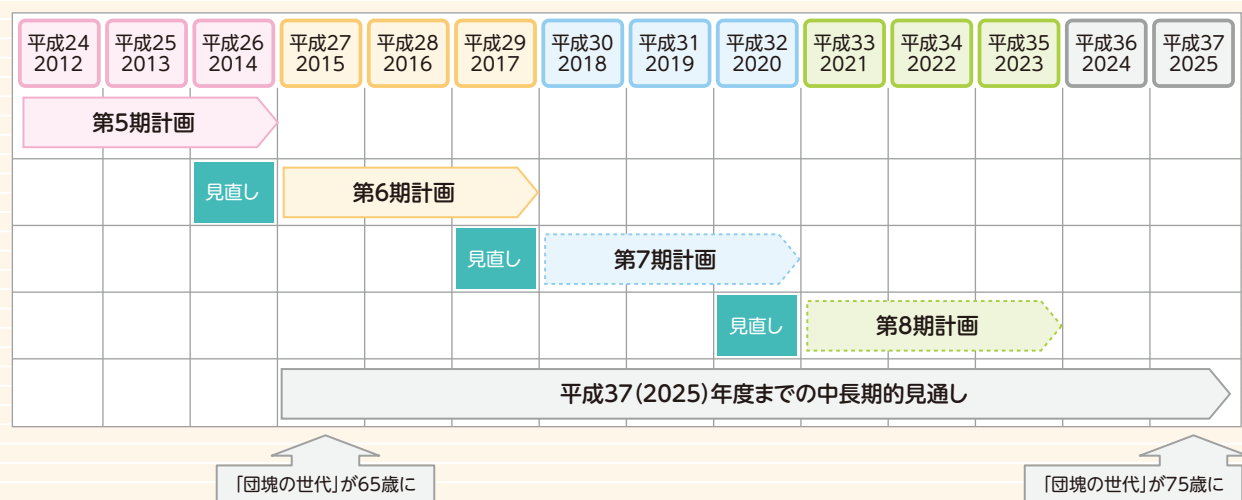 平成24
2012
平成25
2013
平成26
2014
平成27
2015
平成28
2016
平成29
2017
平成30
2018
平成31
2019
平成32
2020
平成33
2021
平成34
2022
平成35
2023
平成36
2024
平成37
2025
第5期計画
見直し
第6期計画
見直し
第7期計画
見直し
第8期計画
平成37(2025)年度までの中長期的見通し
「団塊の世代」が65歳に
「団塊の世代」が75歳に